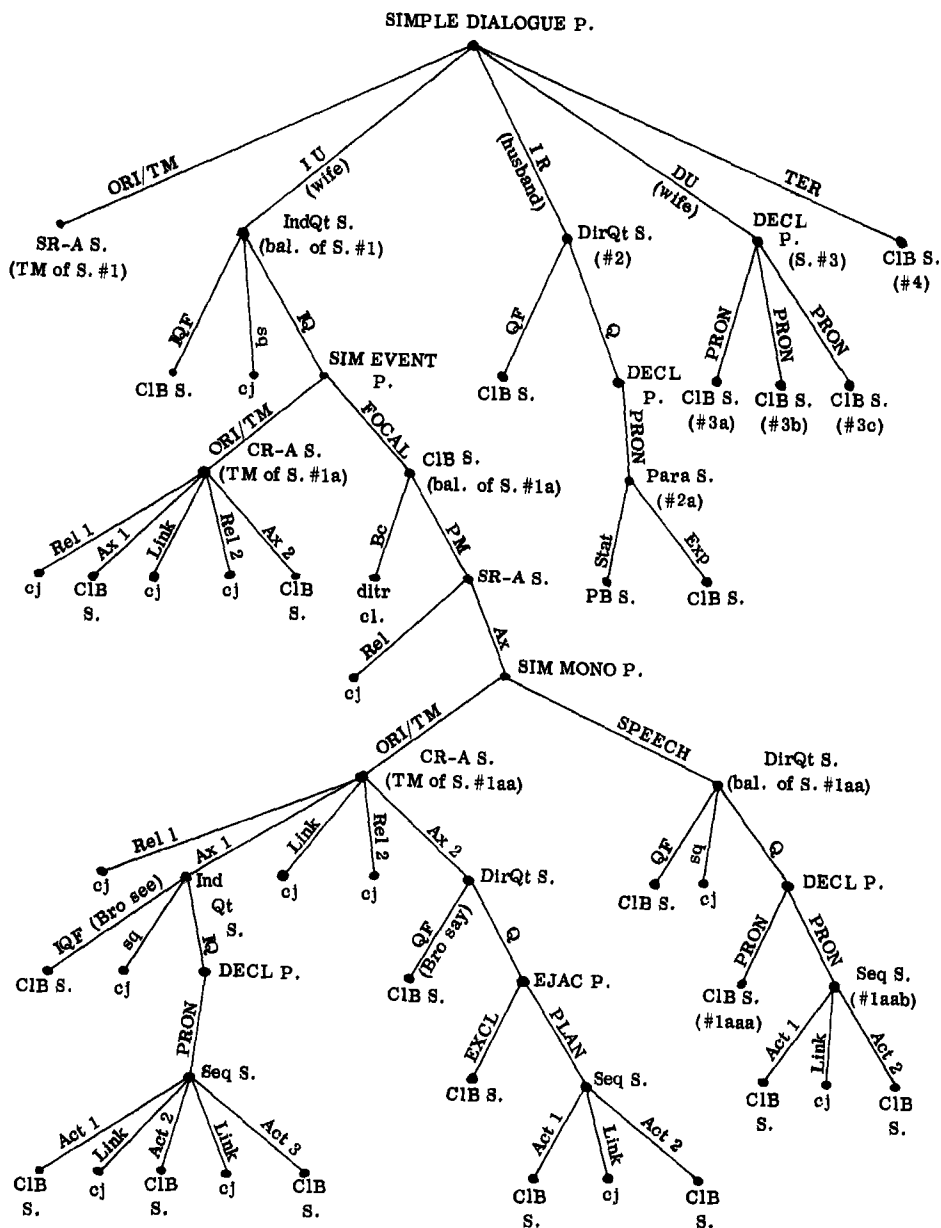 SIMPLE DIALOGUE P.
ORI/TM
I U
(wife)
I R
(husband)
DU
(wife)
TER
SR-A S.
(TM of S. #1)
IndQt S.
(bal. of S. #1)
DirQt S.
(#2)
DECL
P.
(S. #3)
ClB S.
(#4)
IQF
sq
IQ
QF
Q
PRON
PRON
PRON
ClB S.
cj
SIM EVENT
P.
ClB S.
DECL
P.
ClB S.
(#3a)
ClB S.
(#3b)
ClB S.
(#3c)
ORI/TM
FOCAL
PRON
CR-A S.
(TM of S. #1a)
ClB S.
(bal. of S. #1a)
Para S.
(#2a)
Rel 1
Ax 1
Link
Rel 2
Ax 2
Bc
PM
Stat
Exp
cj
ClB
S.
cj
cj
ClB
S.
dltr
cl.
SR-A S.
PB S.
ClB S.
Rel
Ax
cj
SIM MONO P.
ORI/TM
SPEECH
CR-A S.
(TM of S. #1aa)
DirQt S.
(bal. of S. #1aa)
Rel 1
Ax 1
Link
Rel 2
Ax 2
QF
sq
Q
cj
Ind
Qt
S.
cj
cj
DirQt S.
ClB S.
cj
DECL P.
IQF (Bro see)
sq
IQ
QF
(Bro say)
Q
PRON
PRON
ClB S.
cj
DECL P.
ClB S.
EJAC P.
ClB S.
(#1aaa)
Seq S.
(#1aab)
PRON
EXCL
PLAN
Act 1
Link
Act 2
Seq S.
ClB S.
Seq S.
ClB
S.
cj
ClB
S.
Act 1
Link
Act 2
Link
Act 3
Act 1
Link
Act 2
ClB
S.
cj
ClB
S.
cj
ClB
S.
ClB
S.
cj
ClB
S.